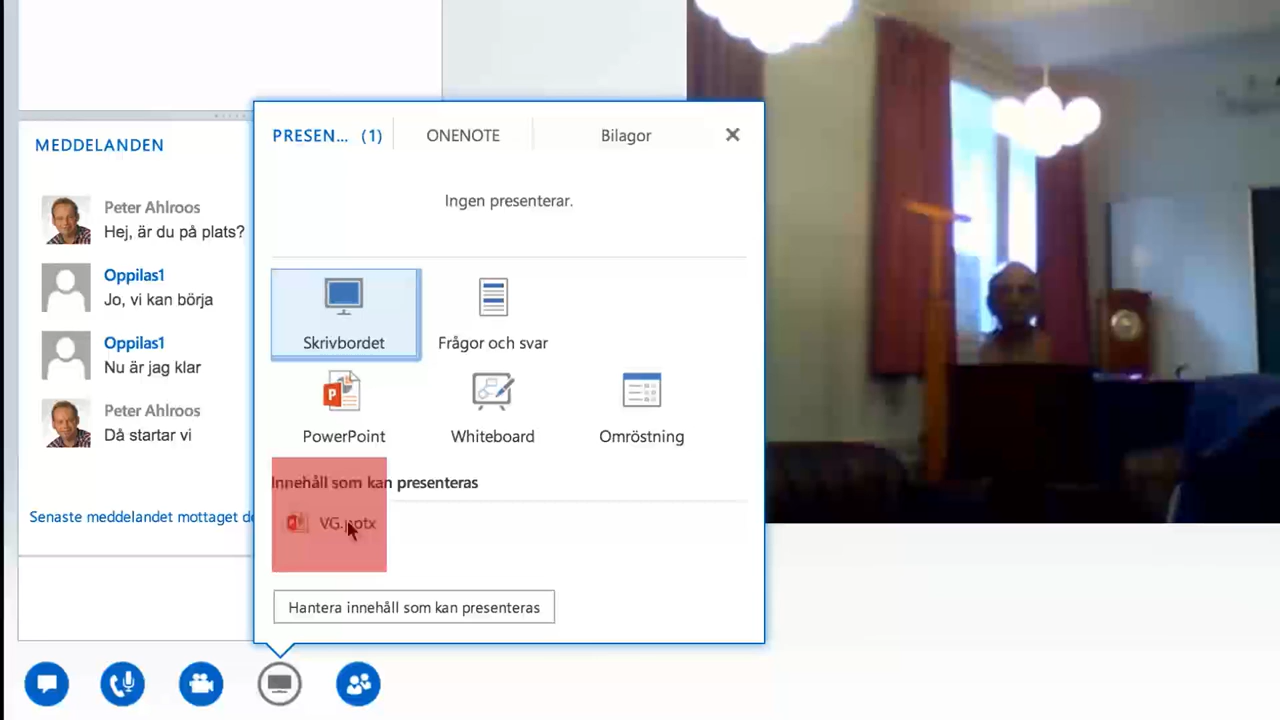 MEDDELANDEN
Peter Ahlroos
Hej, är du på plats?
Oppilas1
Jo, vi kan börja
Oppilas1
Nu är jag klar
Peter Ahlroos
Då startar vi
Senaste meddelandet mottaget de
PRESEN... (1)
ONENOTE
Bilagor
Ingen presenterar.
Skrivbordet
Frågor och svar
PowerPoint
Whiteboard
Omröstning
Innehåll som kan presenteras
VG.potx
Hantera innehåll som kan presenteras